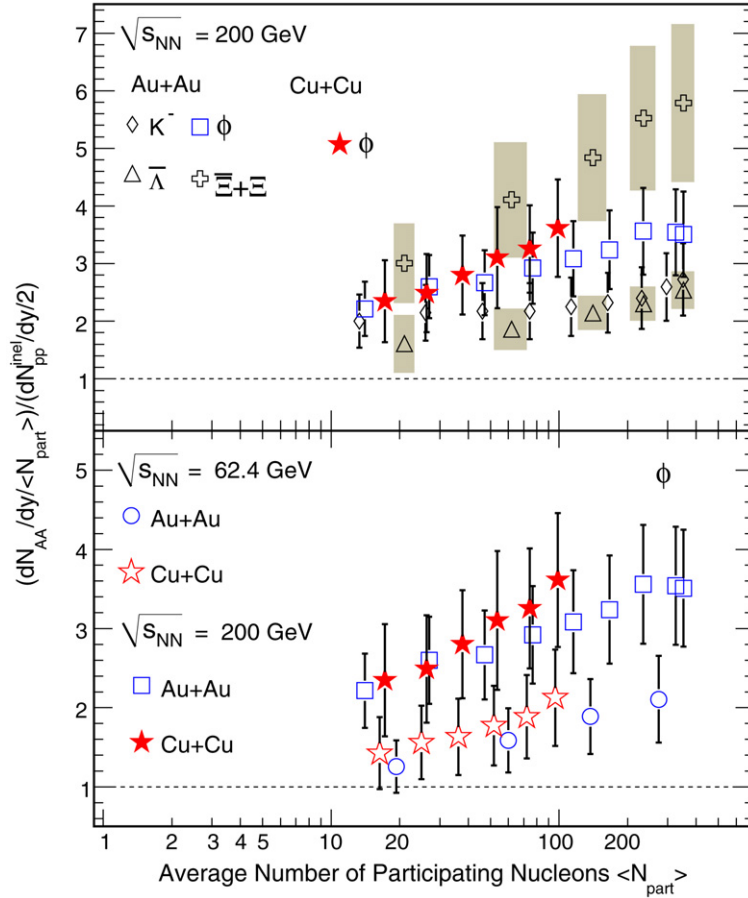 √s_NN = 200 GeV
Au+Au Cu+Cu
K⁻ ϕ ϕ
Λ̅ Ξ̅+Ξ
7
6
5
4
3
2
1
√s_NN = 62.4 GeV ϕ
Au+Au
Cu+Cu
√s_NN = 200 GeV
Au+Au
Cu+Cu
5
4
3
2
1
(dN_AA/dy/<N_part>)/(dN_pp^inel/dy/2)
1 2 3 4 5 10 20 100 200
Average Number of Participating Nucleons <N_part>